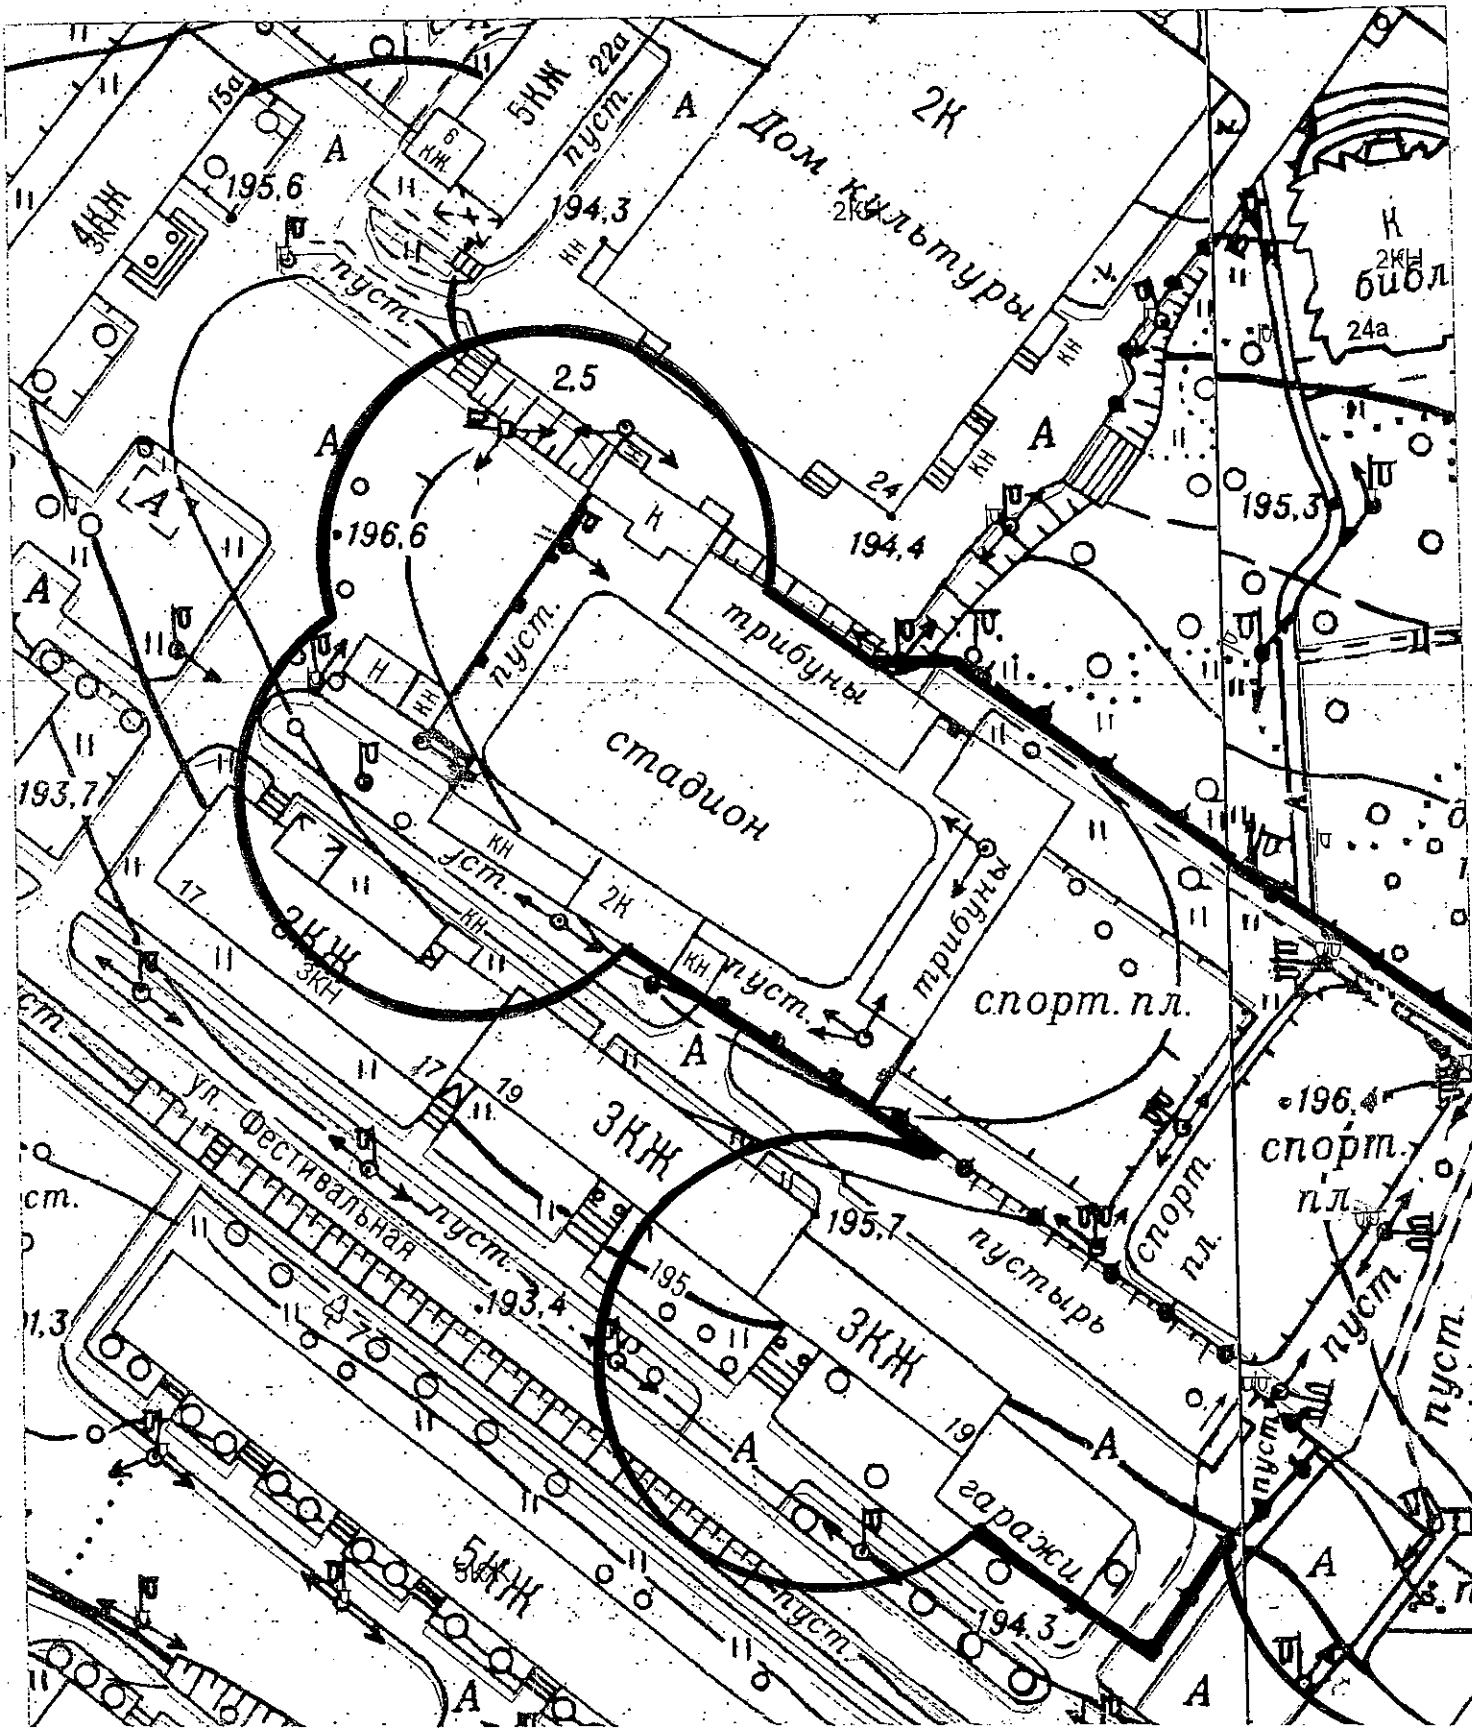 15а
5КЖ
22а
пуст.
А
2К
Дом культуры
2КН
А
6
КЖ
195,6
4КЖ
3КН
194,3
КН
пуст.
К
2КН
библ
24а
2.5
КН
А
А
КН
24
194,4
195,3
А
196,6
К
А
пуст.
трибуны
Н
КН
стадион
193,7
КН
2К
17
3КН
КН
КН
пуст.
трибуны
спорт. пл.
А
17
19
3КЖ
196,4
спорт.
пл.
ул. Фестивальная
пуст.
195,7
пустырь
спорт.
пл.
пуст.
пуст.
195
193,4
3КЖ
19
А
А
пуст.
гаражи
5КЖ
пуст.
194,3
А
А
А